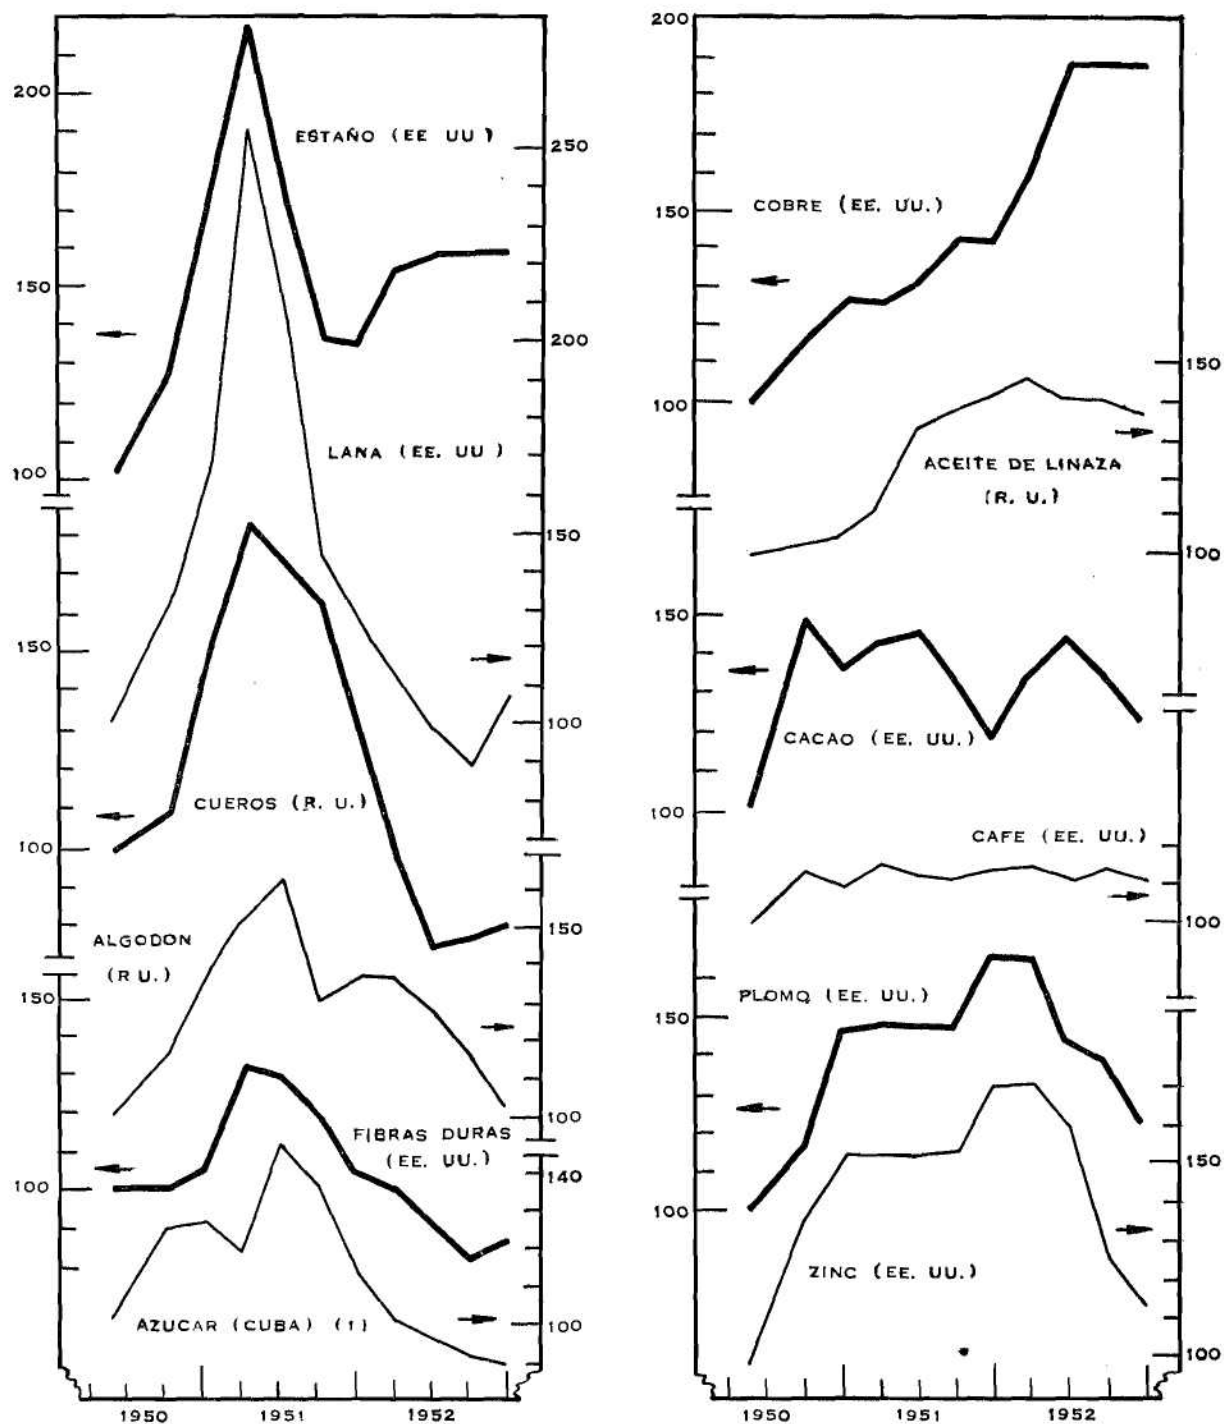 200
150
100
ESTAÑO (EE UU)
250
200
150
100
LANA (EE. UU)
150
100
CUEROS (R. U.)
150
100
ALGODON
(R U.)
150
100
FIBRAS DURAS
(EE. UU.)
140
100
AZUCAR (CUBA) (1)
1950
1951
1952
200
150
100
COBRE (EE. UU.)
150
100
ACEITE DE LINAZA
(R. U.)
150
100
CACAO (EE. UU.)
CAFE (EE. UU.)
100
150
100
PLOMO (EE. UU.)
150
100
ZINC (EE. UU.)
1950
1951
1952